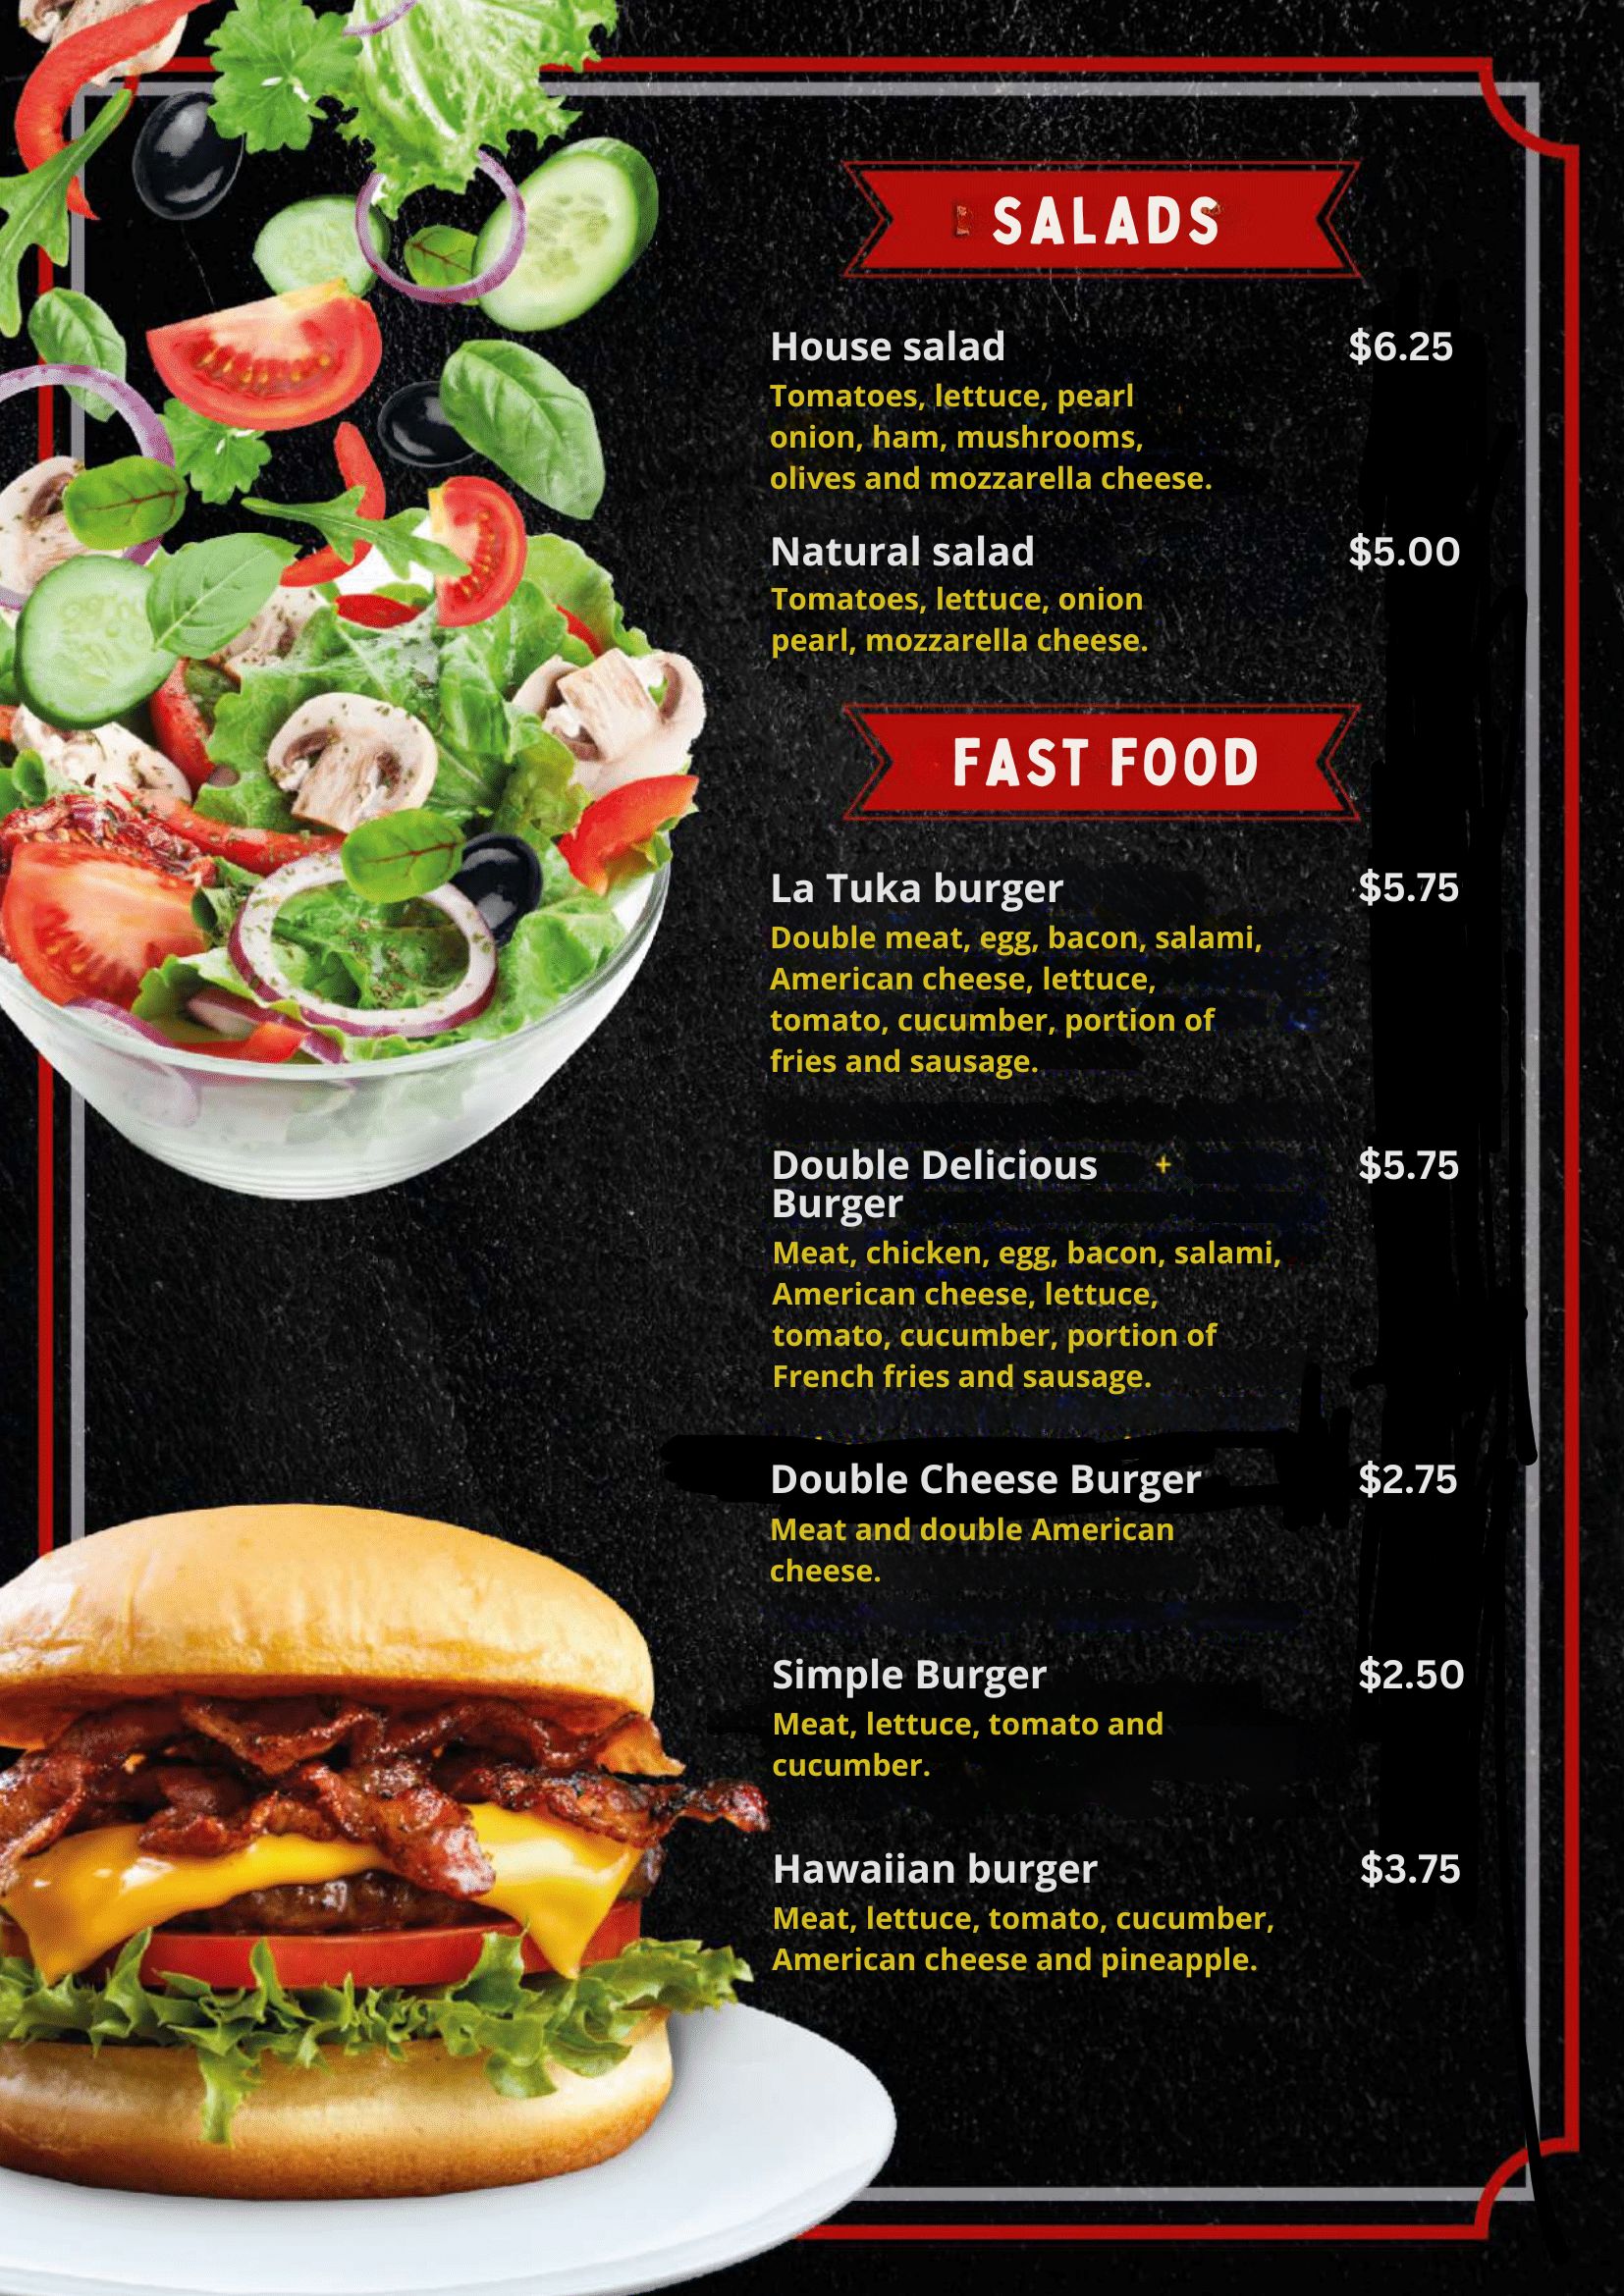 SALADS
House salad $6.25
Tomatoes, lettuce, pearl
onion, ham, mushrooms,
olives and mozzarella cheese.
Natural salad $5.00
Tomatoes, lettuce, onion
pearl, mozzarella cheese.
FAST FOOD
La Tuka burger $5.75
Double meat, egg, bacon, salami,
American cheese, lettuce,
tomato, cucumber, portion of
fries and sausage.
Double Delicious $5.75
Burger
Meat, chicken, egg, bacon, salami,
American cheese, lettuce,
tomato, cucumber, portion of
French fries and sausage.
Double Cheese Burger $2.75
Meat and double American
cheese.
Simple Burger $2.50
Meat, lettuce, tomato and
cucumber.
Hawaiian burger $3.75
Meat, lettuce, tomato, cucumber,
American cheese and pineapple.